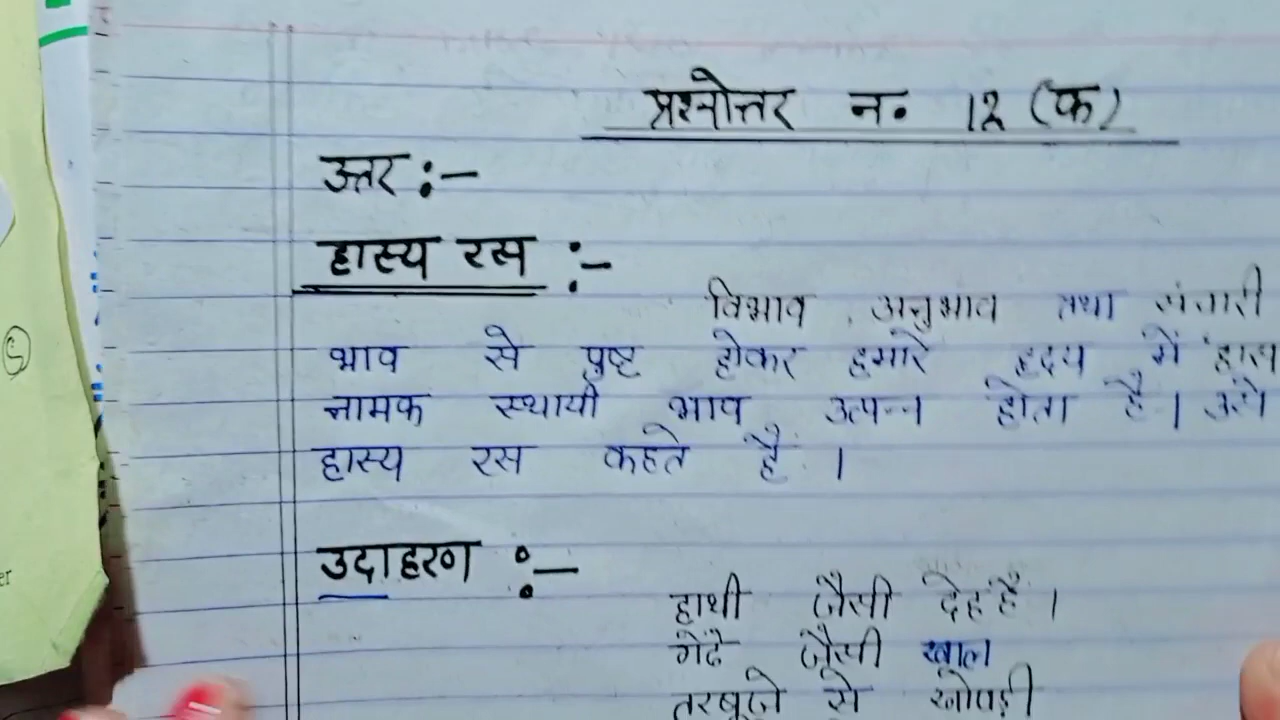 प्रश्नोत्तर न॰ 12 (क)
उत्तर :-
हास्य रस :-
विभाव, अनुभाव तथा संचारी
भाव से पुष्ट होकर हमारे हृदय में हास
नामक स्थायी भाव उत्पन्न होता है। उसे
हास्य रस कहते हैं ।
उदाहरण :-
हाथी जैसी देह है ।
गेंडे जैसी खाल
तरबूजे से खोपड़ी